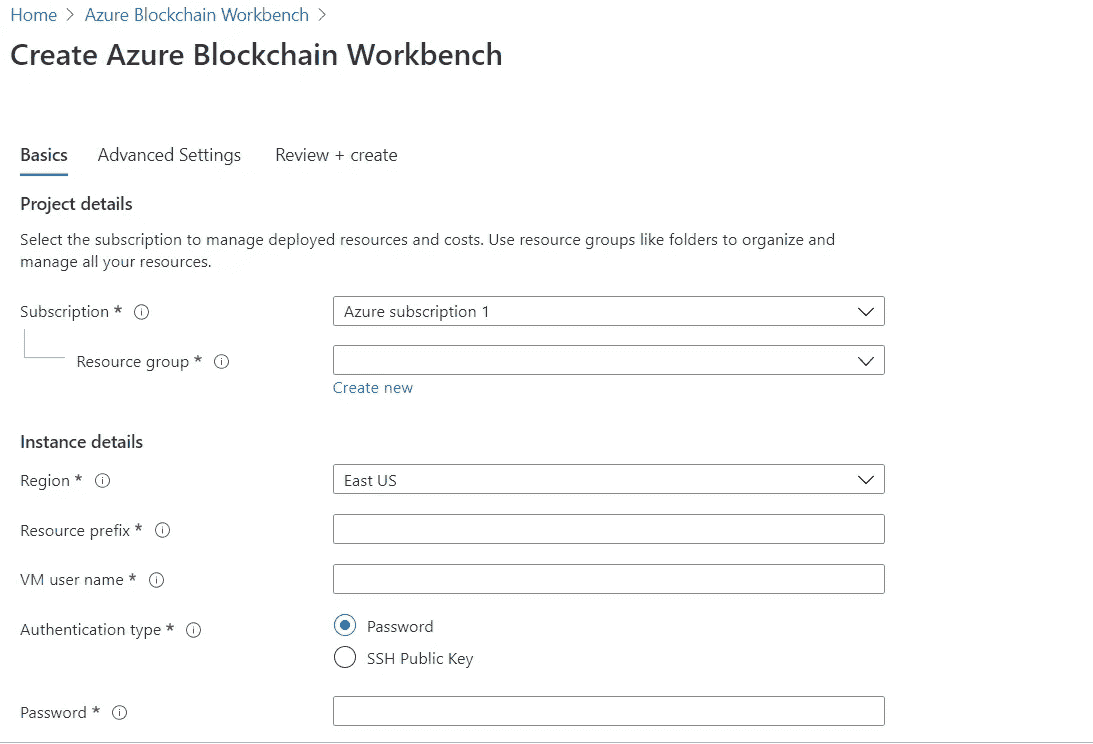 Home > Azure Blockchain Workbench >
Create Azure Blockchain Workbench
Basics Advanced Settings Review + create
Project details
Select the subscription to manage deployed resources and costs. Use resource groups like folders to organize and
manage all your resources.
Subscription * Azure subscription 1
Resource group *
Create new
Instance details
Region * East US
Resource prefix *
VM user name *
Authentication type * Password
SSH Public Key
Password *